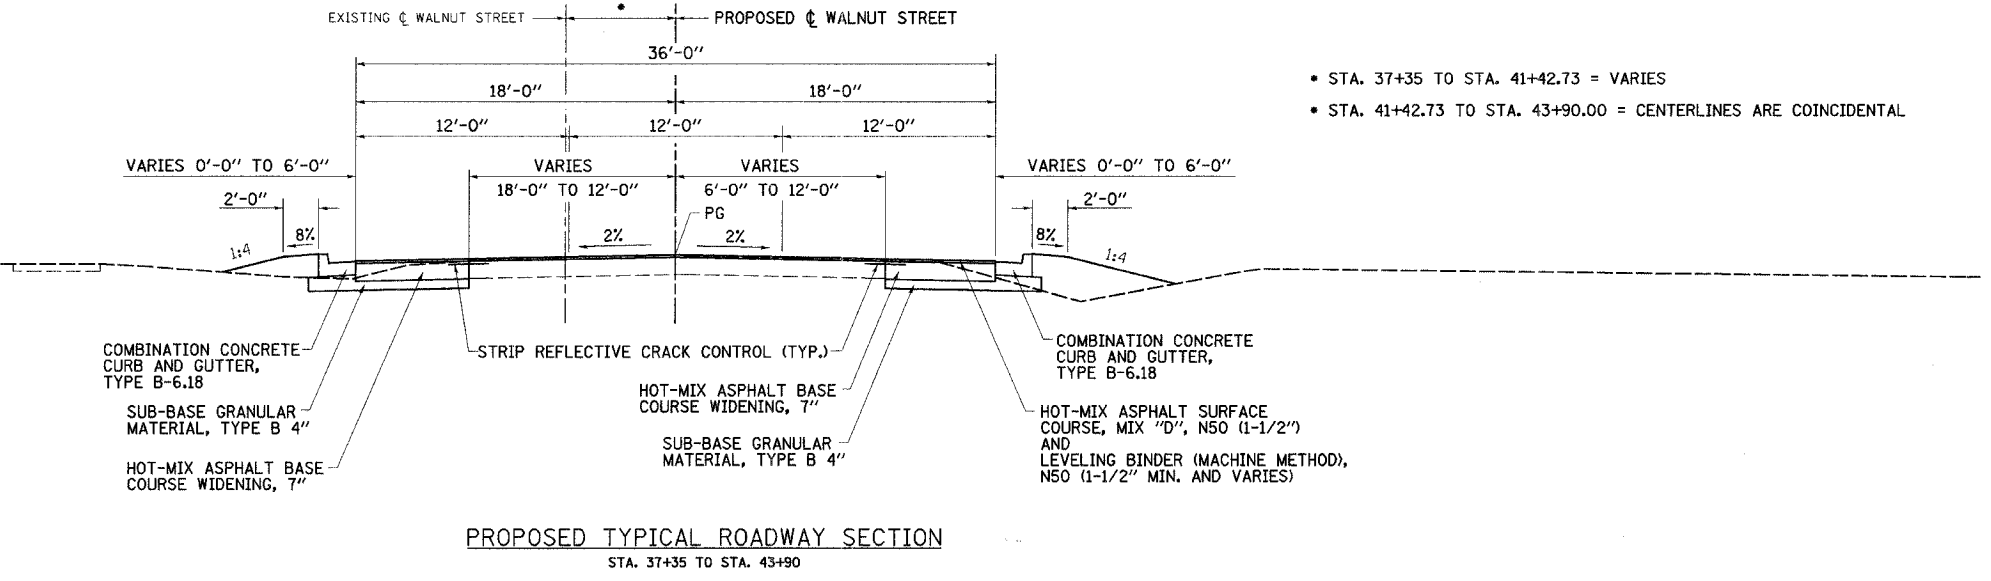 EXISTING ℄ WALNUT STREET
*
PROPOSED ℄ WALNUT STREET
36'-0"
18'-0"
18'-0"
12'-0"
12'-0"
12'-0"
VARIES 0'-0" TO 6'-0"
VARIES
18'-0" TO 12'-0"
VARIES
6'-0" TO 12'-0"
VARIES 0'-0" TO 6'-0"
2'-0"
2'-0"
PG
8%
2%
2%
8%
1:4
1:4
* STA. 37+35 TO STA. 41+42.73 = VARIES
* STA. 41+42.73 TO STA. 43+90.00 = CENTERLINES ARE COINCIDENTAL
COMBINATION CONCRETE
CURB AND GUTTER,
TYPE B-6.18
SUB-BASE GRANULAR
MATERIAL, TYPE B 4"
HOT-MIX ASPHALT BASE
COURSE WIDENING, 7"
STRIP REFLECTIVE CRACK CONTROL (TYP.)
HOT-MIX ASPHALT BASE
COURSE WIDENING, 7"
SUB-BASE GRANULAR
MATERIAL, TYPE B 4"
COMBINATION CONCRETE
CURB AND GUTTER,
TYPE B-6.18
HOT-MIX ASPHALT SURFACE
COURSE, MIX "D", N50 (1-1/2")
AND
LEVELING BINDER (MACHINE METHOD),
N50 (1-1/2" MIN. AND VARIES)
PROPOSED TYPICAL ROADWAY SECTION
STA. 37+35 TO STA. 43+90